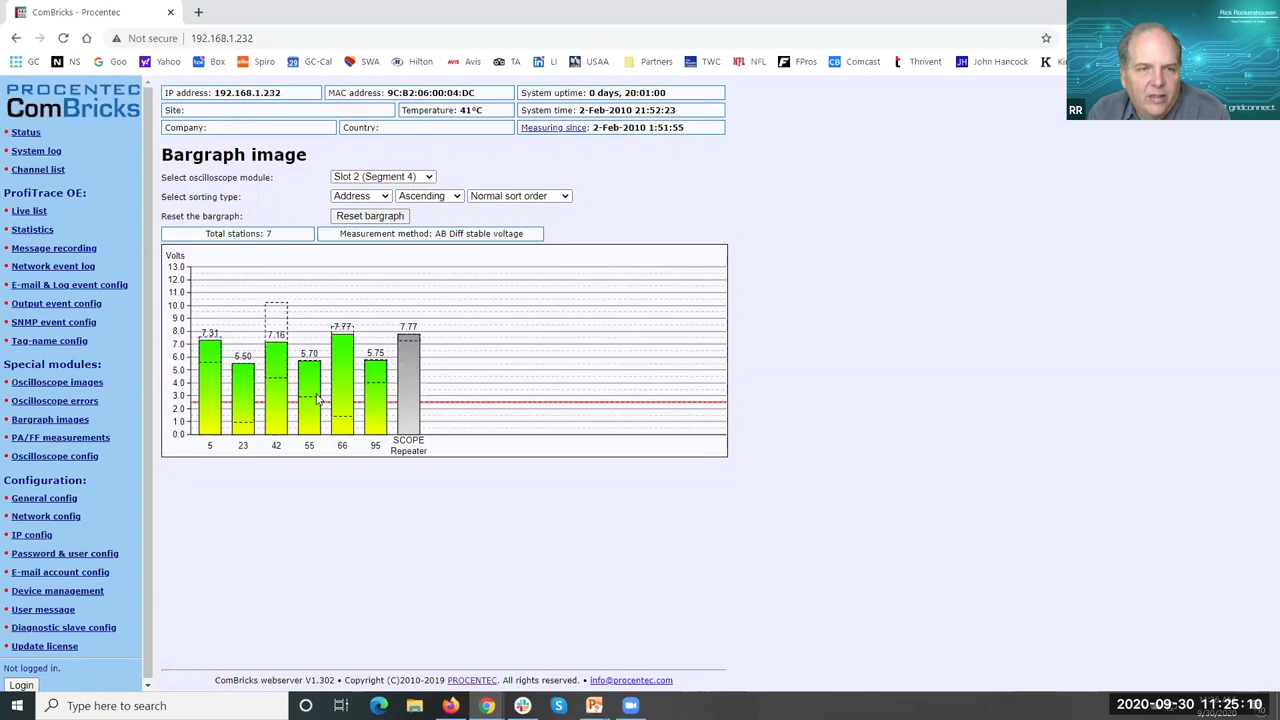 ComBricks - Procentec
Not secure 192.168.1.232
GC NS Goo Yahoo Box Spiro GC-Cal Hilton Avis TA LI USAA Partners TWC NFL FPros Comcast Thrivent John Hancock
Rick Rockershousen
gridconnect
RR
PROCENTEC
ComBricks
Status
System log
Channel list
ProfiTrace OE:
Live list
Statistics
Message recording
Network event log
E-mail & Log event config
Output event config
SNMP event config
Tag-name config
Special modules:
Oscilloscope images
Oscilloscope errors
Bargraph images
PA/FF measurements
Oscilloscope config
Configuration:
General config
Network config
IP config
Password & user config
E-mail account config
Device management
User message
Diagnostic slave config
Update license
Not logged in.
Login
IP address: 192.168.1.232 MAC address: 9C:B2:06:00:04:DC System uptime: 0 days, 20:01:00
Site: Temperature: 41°C System time: 2-Feb-2010 21:52:23
Company: Country: Measuring since: 2-Feb-2010 1:51:55
Bargraph image
Select oscilloscope module: Slot 2 (Segment 4)
Select sorting type: Address Ascending Normal sort order
Reset the bargraph: Reset bargraph
Total stations: 7 Measurement method: AB Diff stable voltage
Volts
13.0
12.0
11.0
10.0
9.0
8.0
7.0
6.0
5.0
4.0
3.0
2.0
1.0
0.0
7.31 5.50 7.16 5.70 7.77 5.75 7.77
5 23 42 55 66 95 SCOPE
Repeater
ComBricks webserver V1.302 • Copyright (C)2010-2019 PROCENTEC. All rights reserved. • info@procentec.com
Type here to search
2020-09-30 11:25:10
9/30/2020